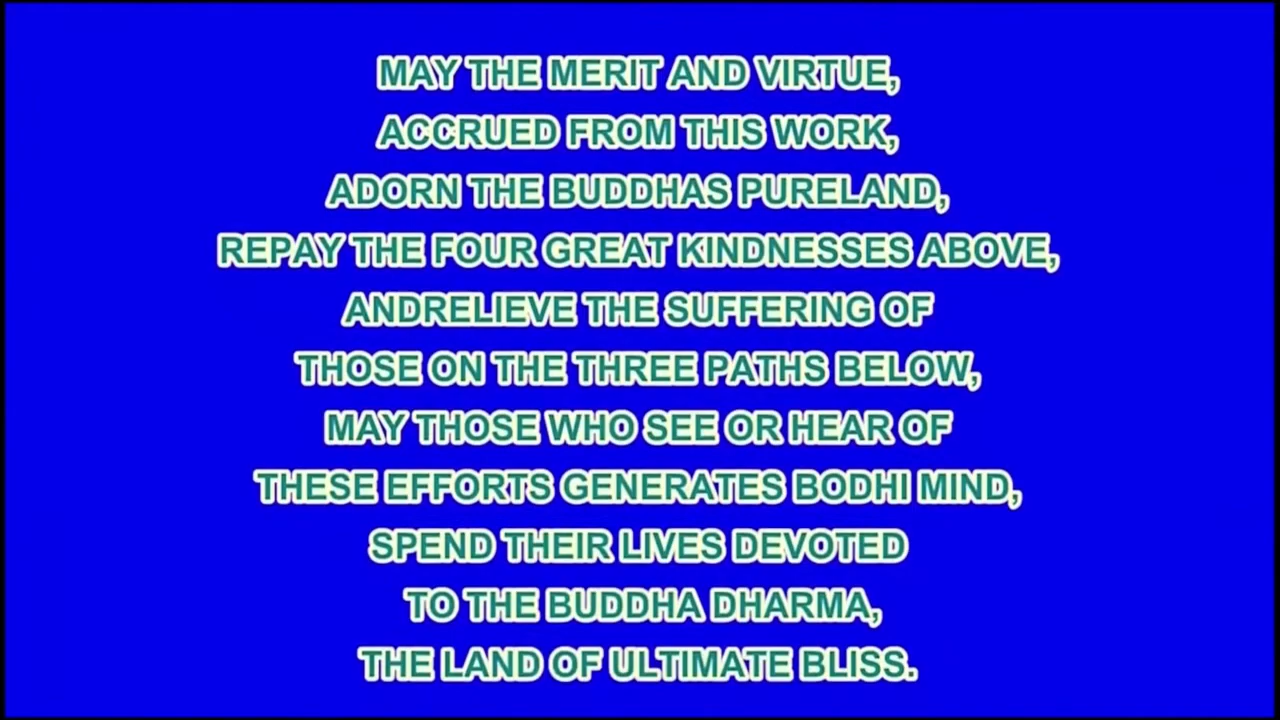 MAY THE MERIT AND VIRTUE,
ACCRUED FROM THIS WORK,
ADORN THE BUDDHAS PURELAND,
REPAY THE FOUR GREAT KINDNESSES ABOVE,
ANDRELIEVE THE SUFFERING OF
THOSE ON THE THREE PATHS BELOW,
MAY THOSE WHO SEE OR HEAR OF
THESE EFFORTS GENERATES BODHI MIND,
SPEND THEIR LIVES DEVOTED
TO THE BUDDHA DHARMA,
THE LAND OF ULTIMATE BLISS.